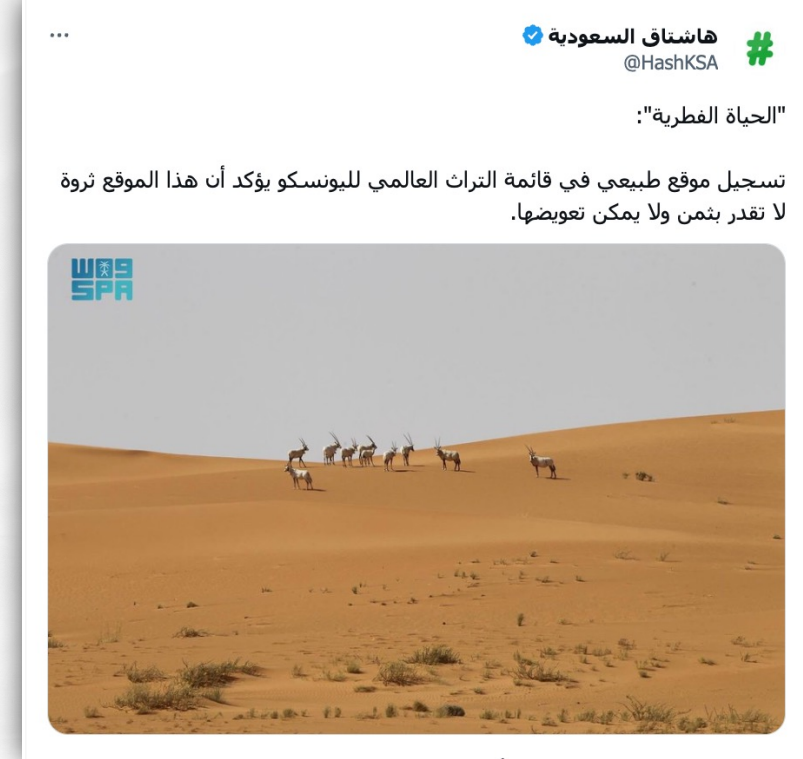 هاشتاق السعودية
@HashKSA
"الحياة الفطرية":
تسجيل موقع طبيعي في قائمة التراث العالمي لليونسكو يؤكد أن هذا الموقع ثروة
لا تقدر بثمن ولا يمكن تعويضها.
واس
SPA